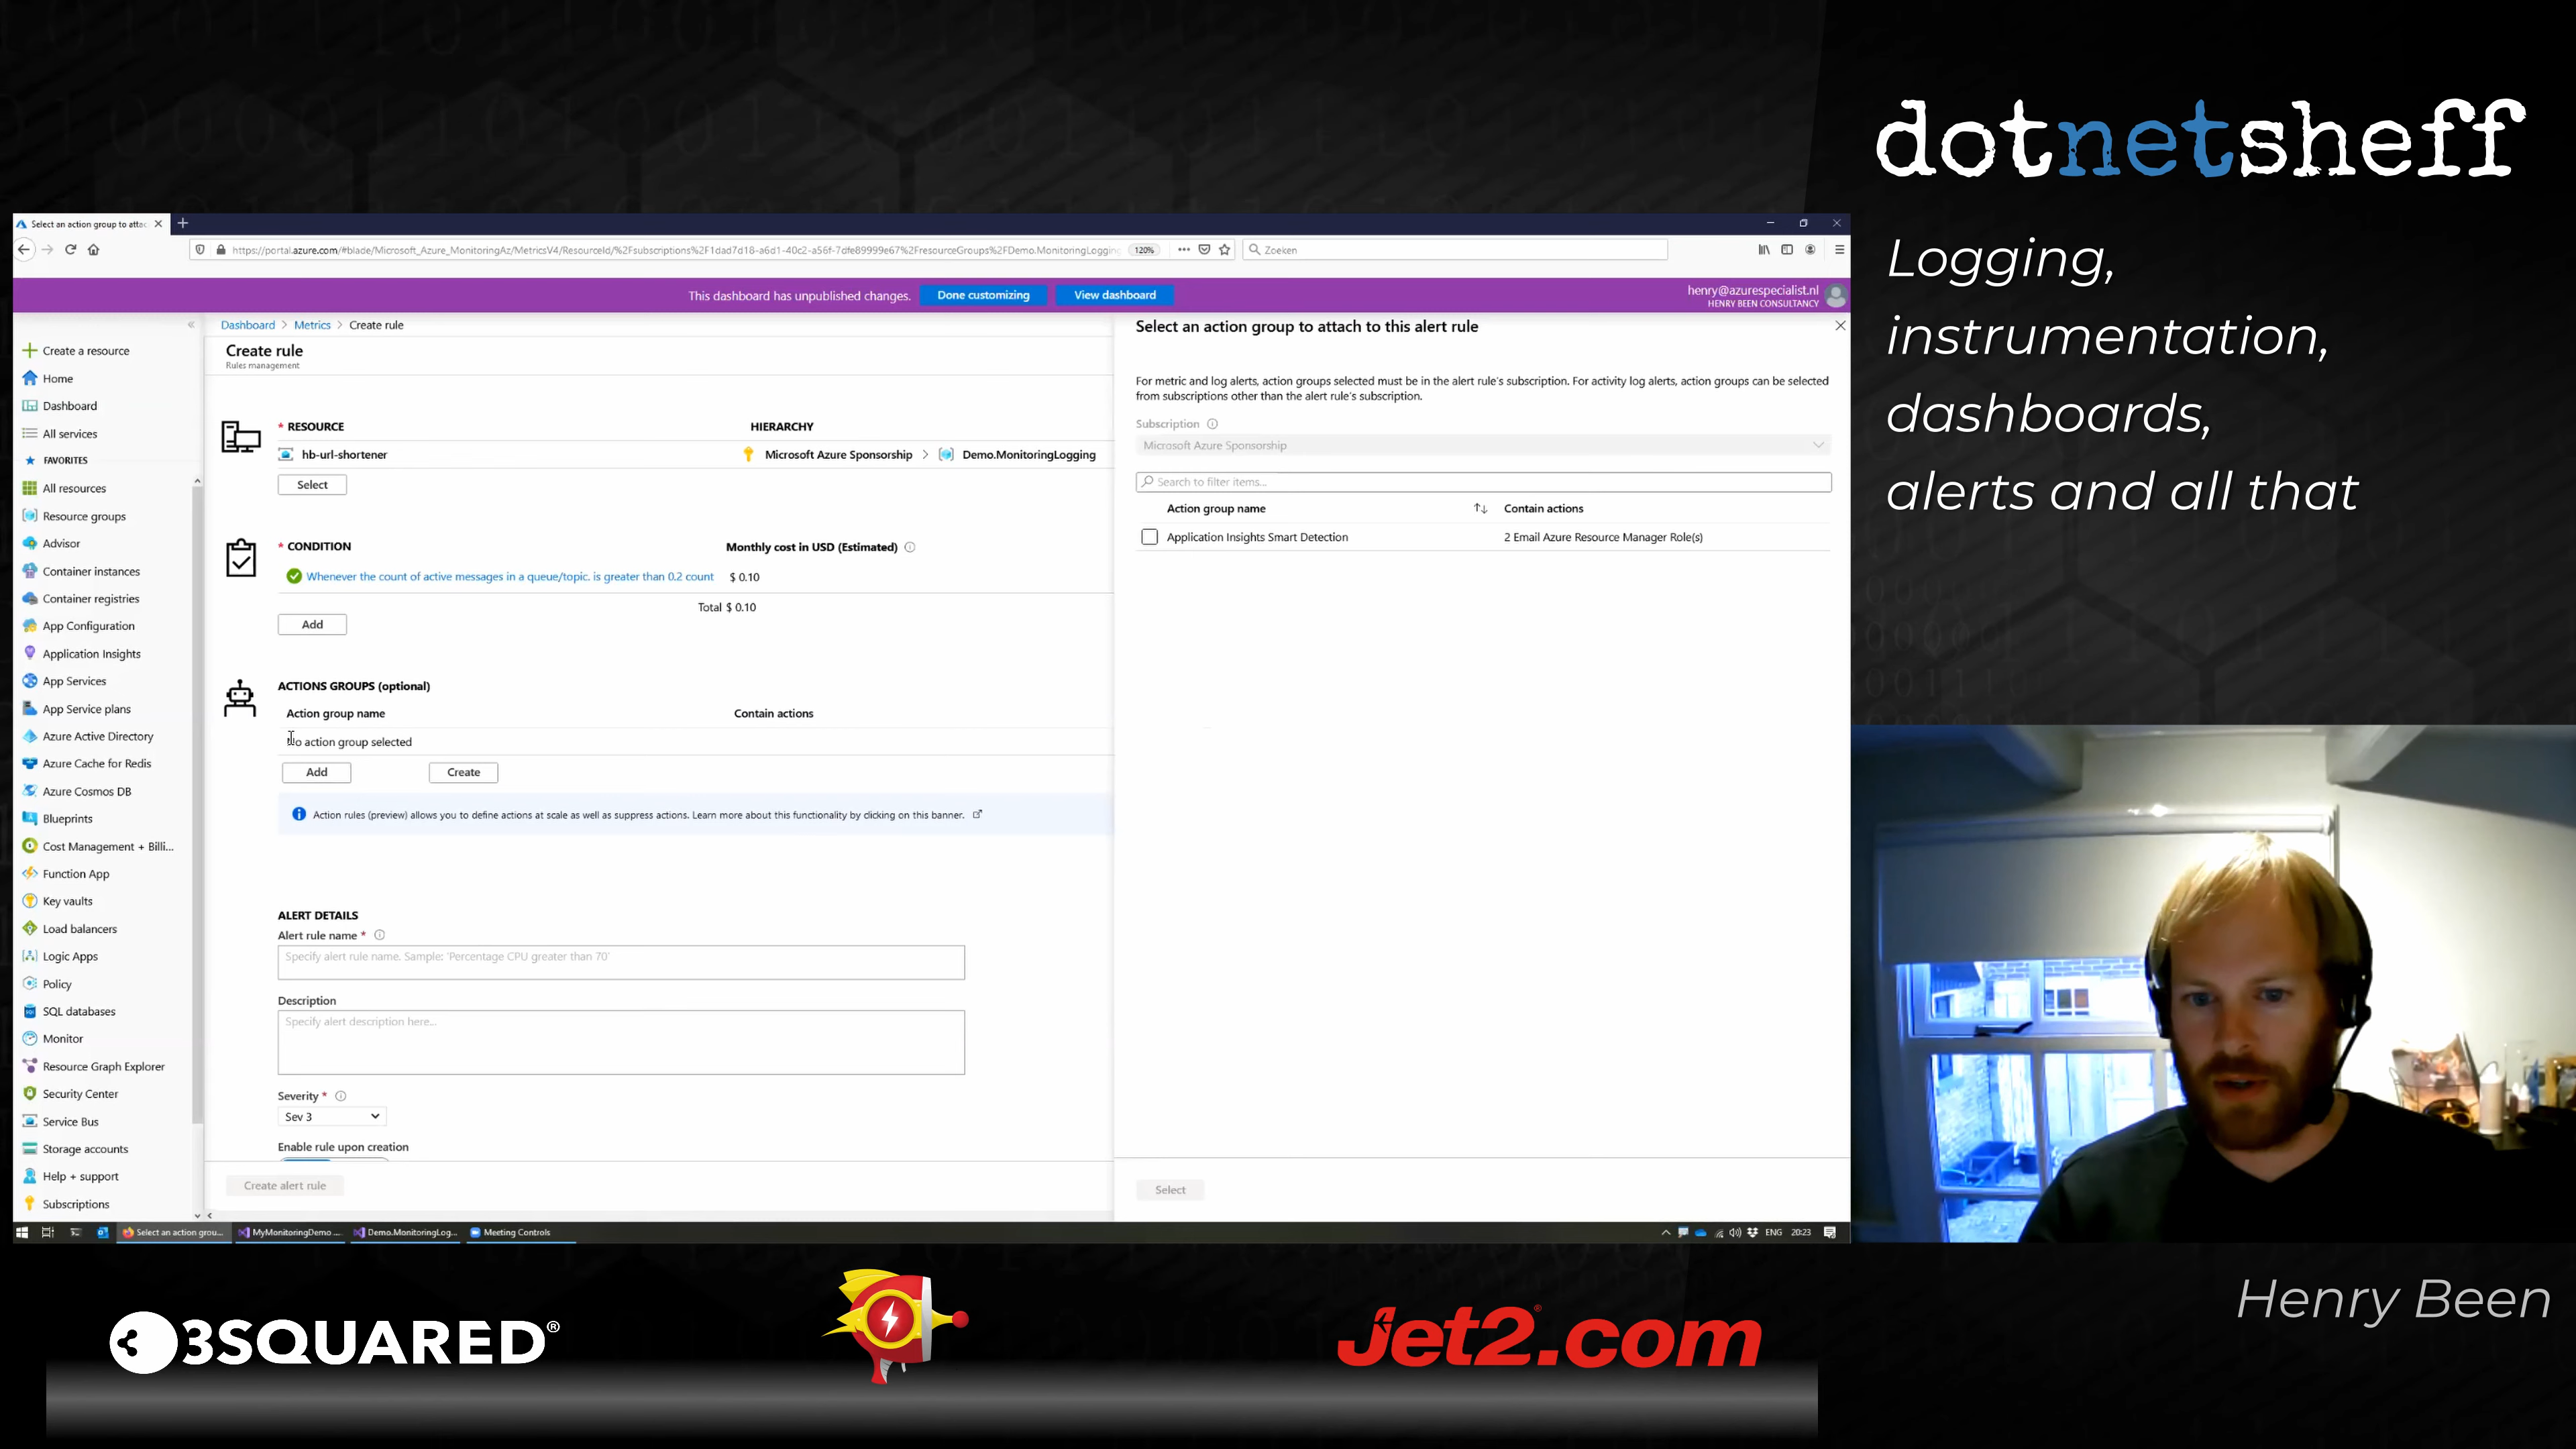 dotnetsheff
Logging,
instrumentation,
dashboards,
alerts and all that
Select an action group to attac
https://portal.azure.com/#blade/Microsoft_Azure_MonitoringAz/MetricsV4/ResourceId/%2Fsubscriptions%2F1dad7d18-a6d1-40c2-a56f-7dfe89999e67%2FresourceGroups%2FDemo.MonitoringLogging
120%
Zoeken
This dashboard has unpublished changes.
Done customizing
View dashboard
henry@azurespecialist.nl
HENRY BEEN CONSULTANCY
Create a resource
Home
Dashboard
All services
FAVORITES
All resources
Resource groups
Advisor
Container instances
Container registries
App Configuration
Application Insights
App Services
App Service plans
Azure Active Directory
Azure Cache for Redis
Azure Cosmos DB
Blueprints
Cost Management + Billi...
Function App
Key vaults
Load balancers
Logic Apps
Policy
SQL databases
Monitor
Resource Graph Explorer
Security Center
Service Bus
Storage accounts
Help + support
Subscriptions
Dashboard > Metrics > Create rule
Create rule
Rules management
* RESOURCE
HIERARCHY
hb-url-shortener
Microsoft Azure Sponsorship > Demo.MonitoringLogging
Select
* CONDITION
Monthly cost in USD (Estimated)
Whenever the count of active messages in a queue/topic. is greater than 0.2 count
$ 0.10
Total $ 0.10
Add
ACTIONS GROUPS (optional)
Action group name
Contain actions
No action group selected
Add
Create
Action rules (preview) allows you to define actions at scale as well as suppress actions. Learn more about this functionality by clicking on this banner.
ALERT DETAILS
Alert rule name *
Specify alert rule name. Sample: 'Percentage CPU greater than 70'
Description
Specify alert description here...
Severity *
Sev 3
Enable rule upon creation
Create alert rule
Select an action group to attach to this alert rule
For metric and log alerts, action groups selected must be in the alert rule's subscription. For activity log alerts, action groups can be selected
from subscriptions other than the alert rule's subscription.
Subscription
Microsoft Azure Sponsorship
Search to filter items...
Action group name
Contain actions
Application Insights Smart Detection
2 Email Azure Resource Manager Role(s)
Select
Select an action grou...
MyMonitoringDemo ...
Demo.MonitoringLog...
Meeting Controls
ENG
20:23
3SQUARED®
Jet2.com
Henry Been